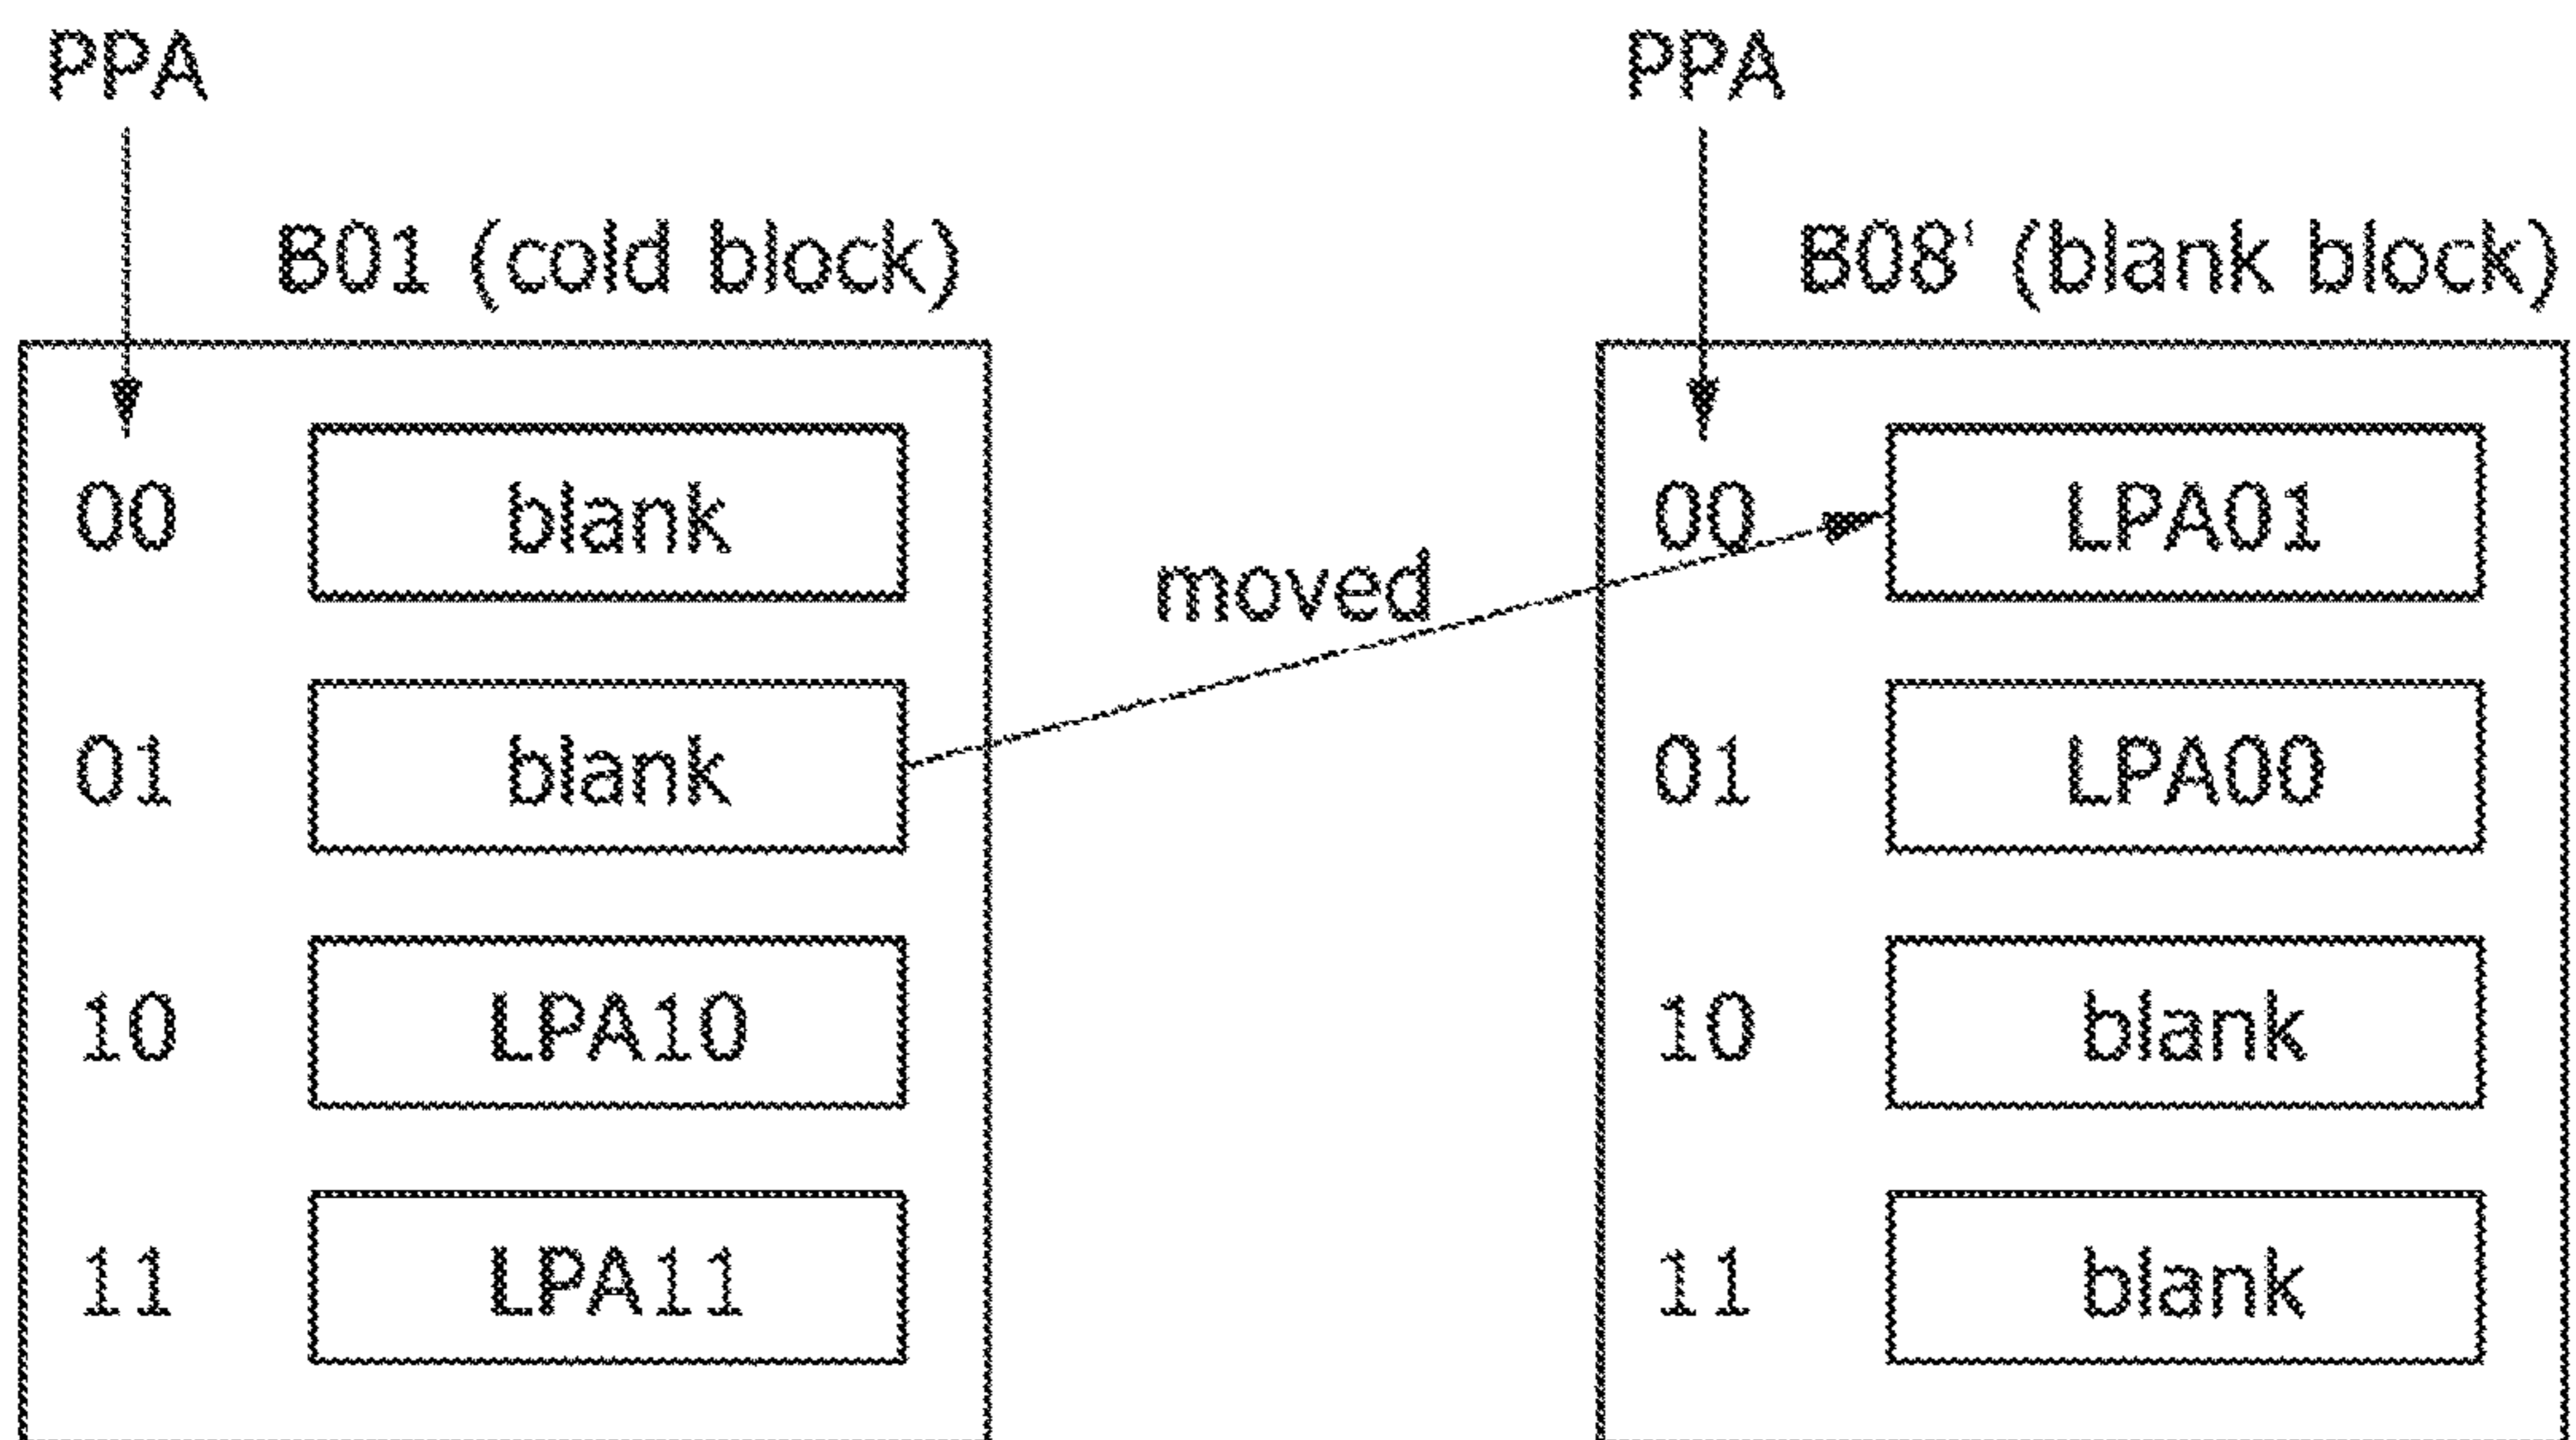 PPA PPA
B01 (cold block) B08' (blank block)
00 blank 00 LPA01
moved
01 blank 01 LPA00
10 LPA10 10 blank
11 LPA11 11 blank